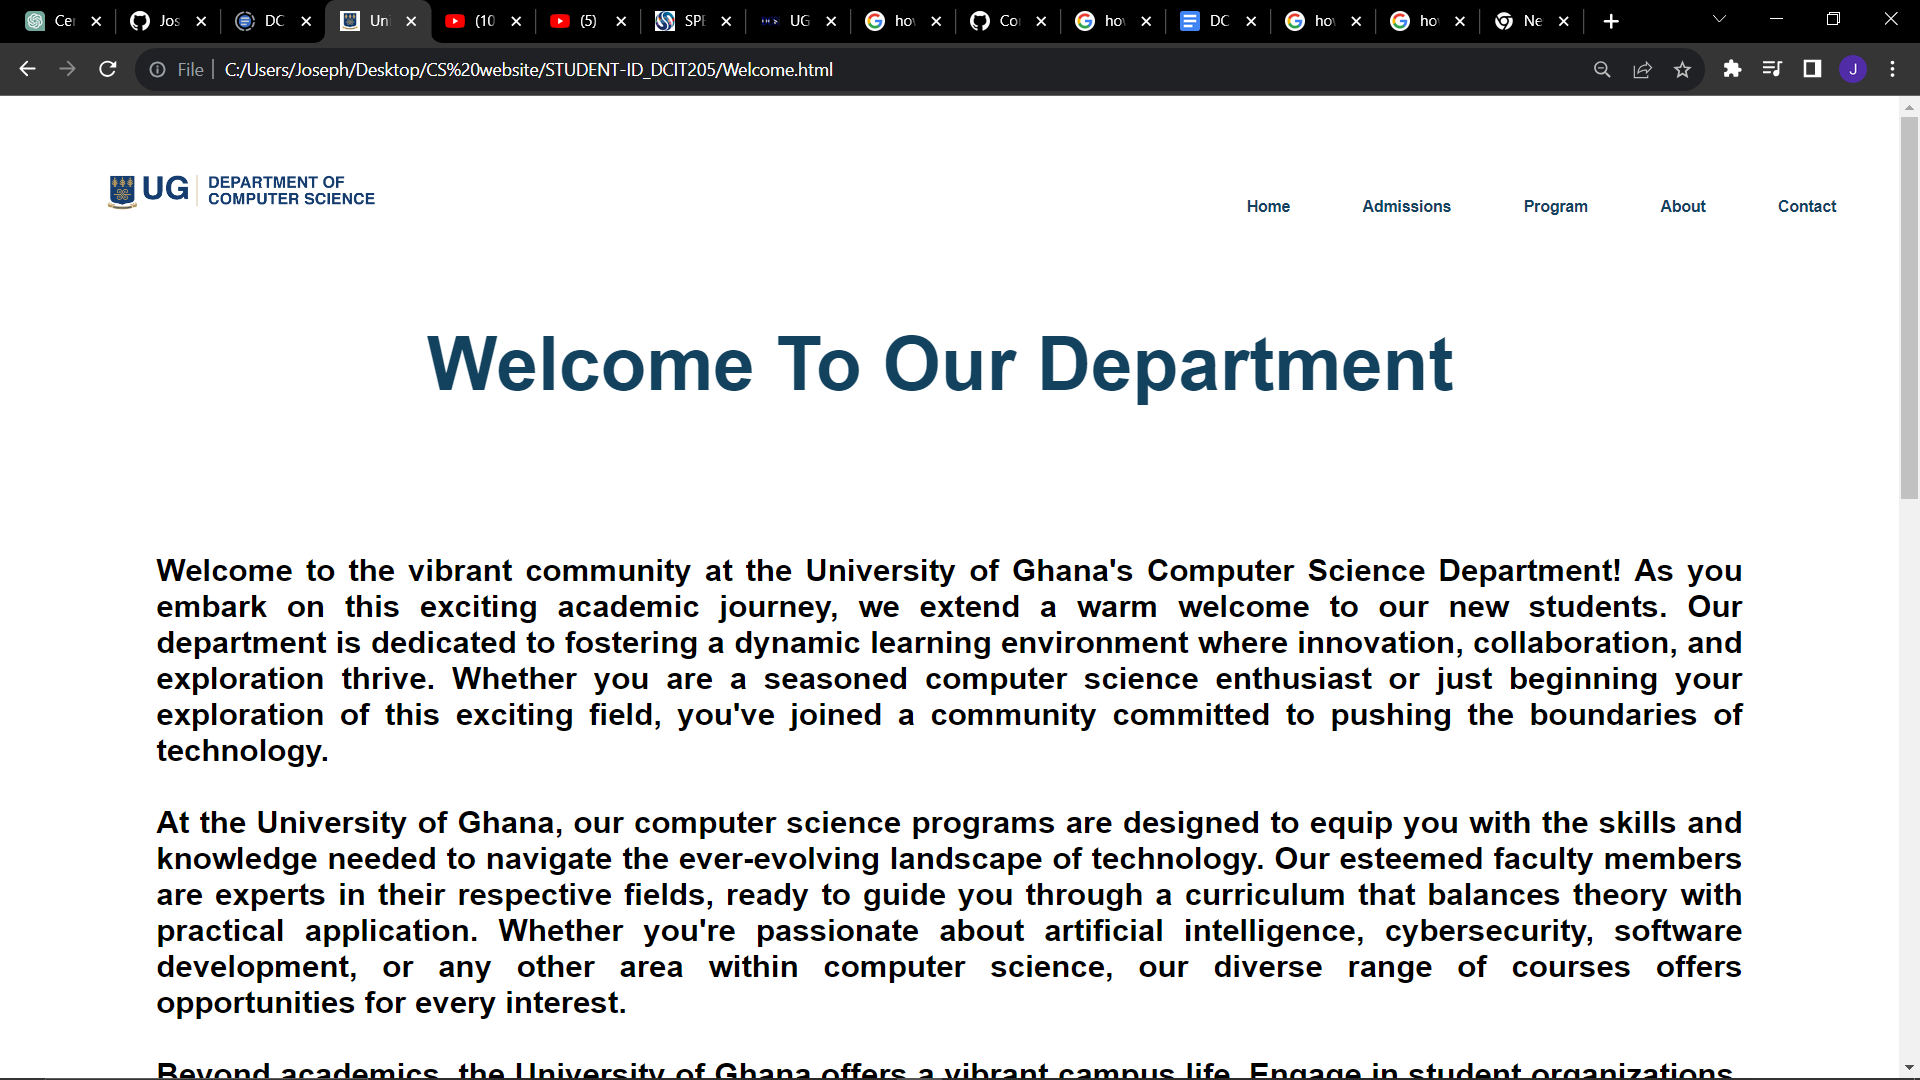 Cer
Jos
DC
Uni
(10
(5)
SPE
UG
hov
Co
hov
DC
hov
hov
Ne
File
C:/Users/Joseph/Desktop/CS%20website/STUDENT-ID_DCIT205/Welcome.html
J
UG
DEPARTMENT OF
COMPUTER SCIENCE
Home Admissions Program About Contact
Welcome To Our Department
Welcome to the vibrant community at the University of Ghana's Computer Science Department! As you
embark on this exciting academic journey, we extend a warm welcome to our new students. Our
department is dedicated to fostering a dynamic learning environment where innovation, collaboration, and
exploration thrive. Whether you are a seasoned computer science enthusiast or just beginning your
exploration of this exciting field, you've joined a community committed to pushing the boundaries of
technology.
At the University of Ghana, our computer science programs are designed to equip you with the skills and
knowledge needed to navigate the ever-evolving landscape of technology. Our esteemed faculty members
are experts in their respective fields, ready to guide you through a curriculum that balances theory with
practical application. Whether you're passionate about artificial intelligence, cybersecurity, software
development, or any other area within computer science, our diverse range of courses offers
opportunities for every interest.
Beyond academics, the University of Ghana offers a vibrant campus life. Engage in student organizations,